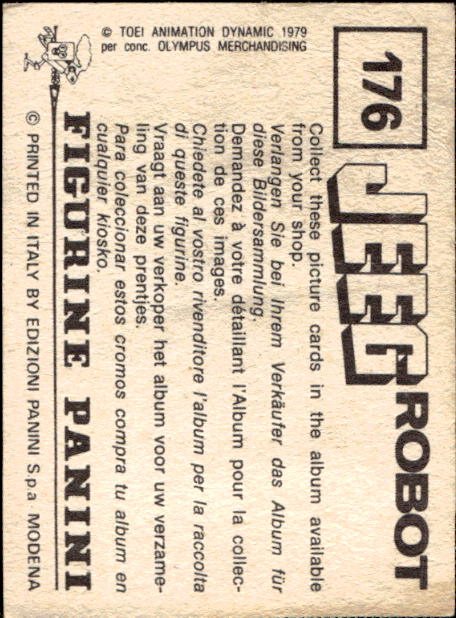 176
JEEG ROBOT
Collect these picture cards in the album available
from your shop.
Verlangen Sie bei Ihrem Verkäufer das Album für
diese Bildersammlung.
Demandez à votre détaillant l'Album pour la collec-
tion de ces images.
Chiedete al vostro rivenditore l'album per la raccolta
di queste figurine.
Vraagt aan uw verkoper het album voor uw verzame-
ling van deze prentjes.
Para coleccionar estos cromos compra tu album en
cualquier kiosko.
FIGURINE PANINI
© PRINTED IN ITALY BY EDIZIONI PANINI S.p.a MODENA
© TOEI ANIMATION DYNAMIC 1979
per conc. OLYMPUS MERCHANDISING